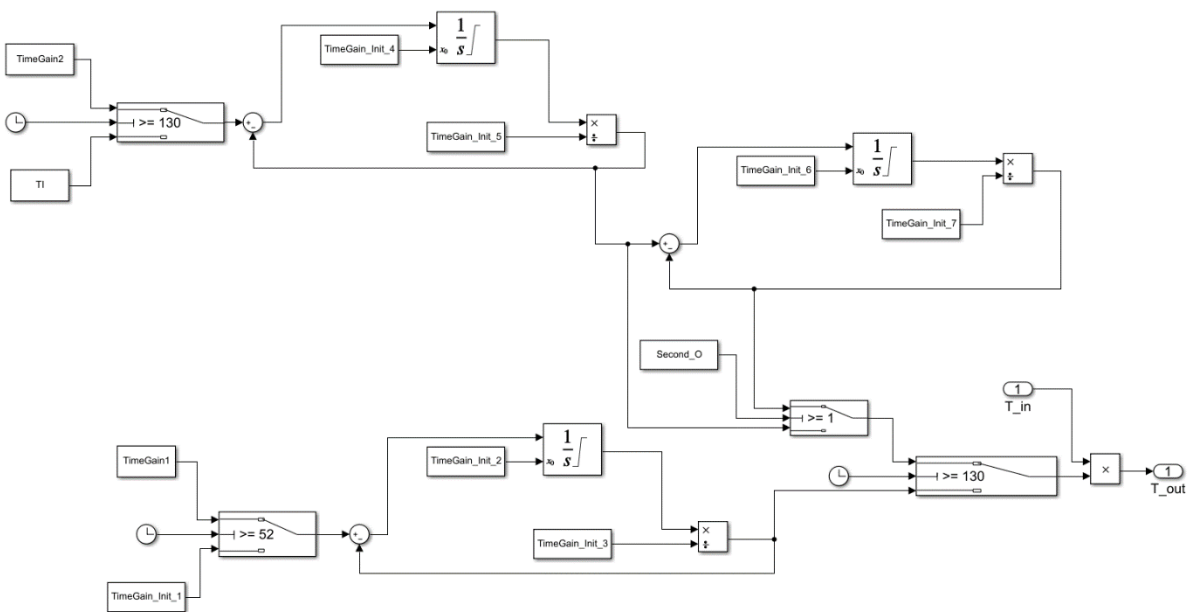 TimeGain_Init_4
1
s
x₀
TimeGain2
>= 130
+
−
TimeGain_Init_5
×
÷
TI
TimeGain_Init_6
1
s
x₀
×
÷
TimeGain_Init_7
+
−
Second_O
>= 1
1
T_in
TimeGain1
TimeGain_Init_2
1
s
x₀
>= 130
×
1
T_out
>= 52
+
−
TimeGain_Init_3
×
÷
TimeGain_Init_1